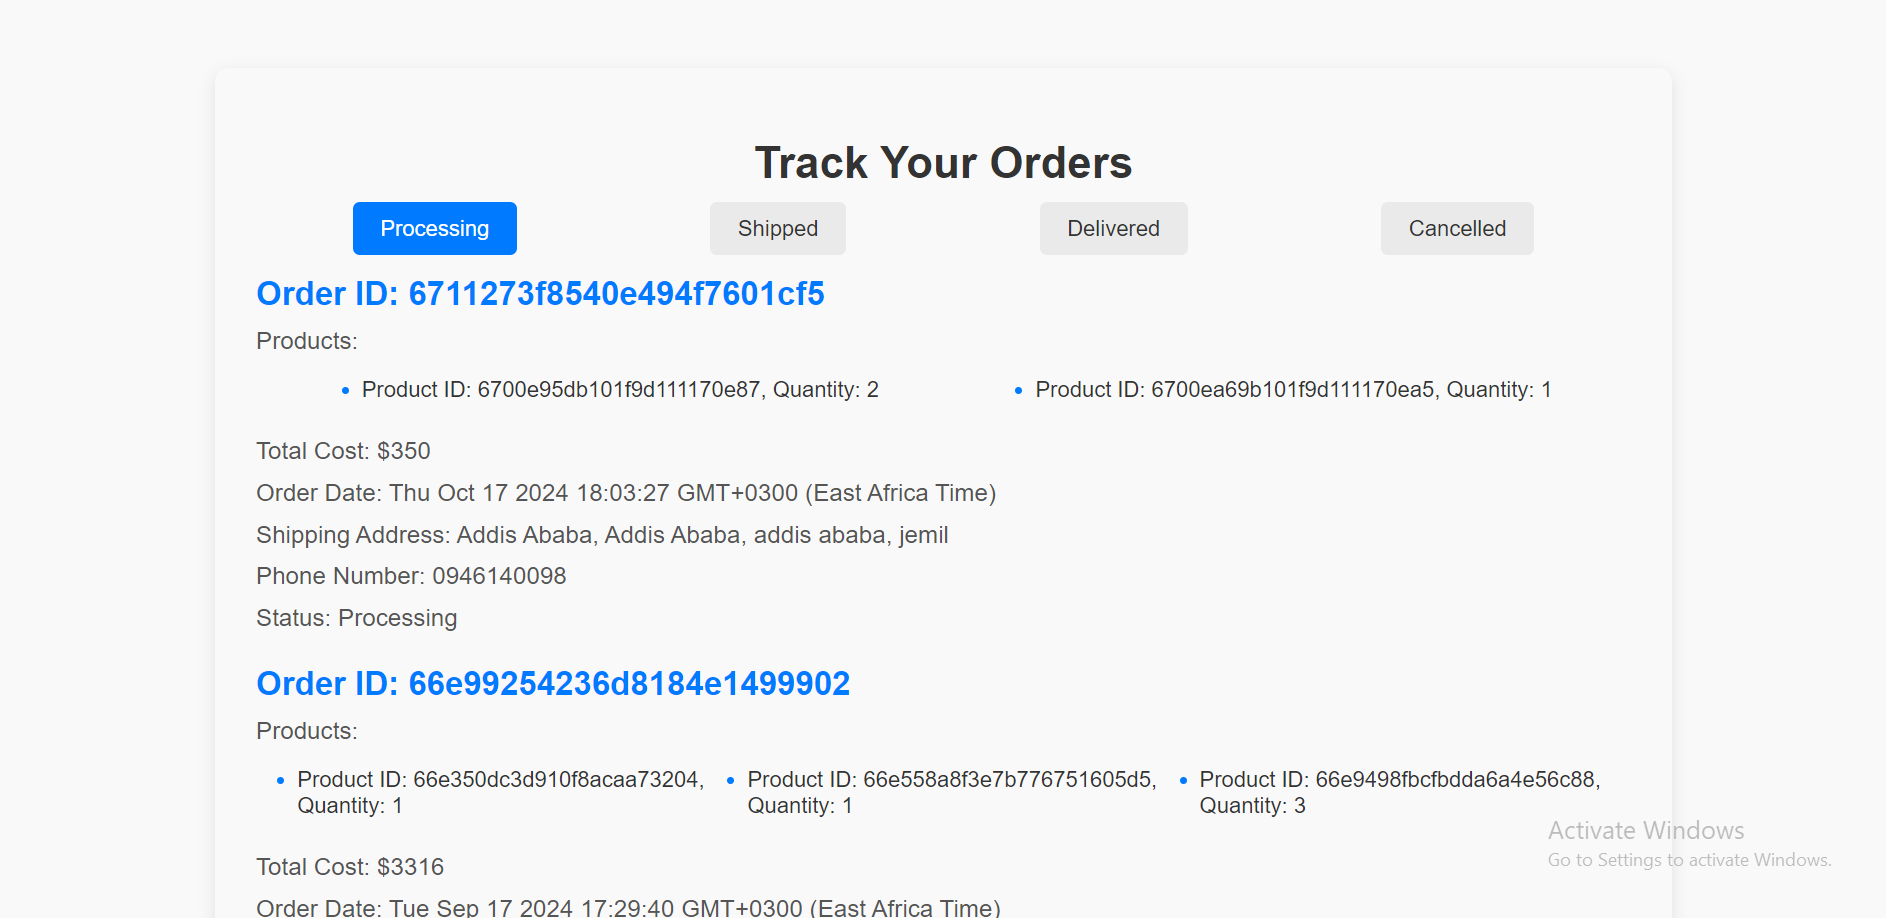 Track Your Orders
Processing Shipped Delivered Cancelled
Order ID: 6711273f8540e494f7601cf5
Products:
Product ID: 6700e95db101f9d111170e87, Quantity: 2 Product ID: 6700ea69b101f9d111170ea5, Quantity: 1
Total Cost: $350
Order Date: Thu Oct 17 2024 18:03:27 GMT+0300 (East Africa Time)
Shipping Address: Addis Ababa, Addis Ababa, addis ababa, jemil
Phone Number: 0946140098
Status: Processing
Order ID: 66e99254236d8184e1499902
Products:
Product ID: 66e350dc3d910f8acaa73204,
Quantity: 1
Product ID: 66e558a8f3e7b776751605d5,
Quantity: 1
Product ID: 66e9498fbcfbdda6a4e56c88,
Quantity: 3
Total Cost: $3316
Order Date: Tue Sep 17 2024 17:29:40 GMT+0300 (East Africa Time)
Activate Windows
Go to Settings to activate Windows.